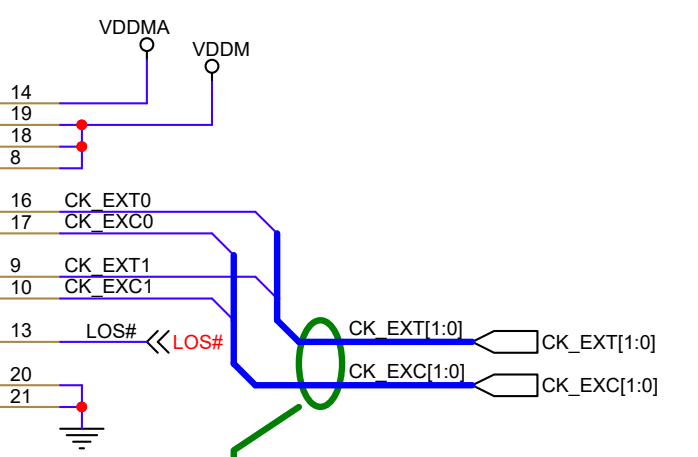 VDDMA
VDDM
14
19
18
8
16 CK_EXT0
17 CK_EXC0
9 CK_EXT1
10 CK_EXC1
13 LOS# LOS#
CK_EXT[1:0] CK_EXT[1:0]
20 CK_EXC[1:0] CK_EXC[1:0]
21